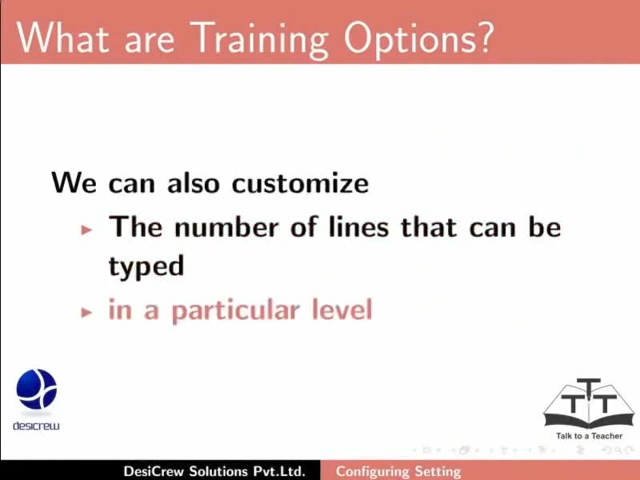 What are Training Options?
We can also customize
The number of lines that can be
typed
in a particular level
desicrew
TTT
Talk to a Teacher
DesiCrew Solutions Pvt.Ltd. Configuring Setting